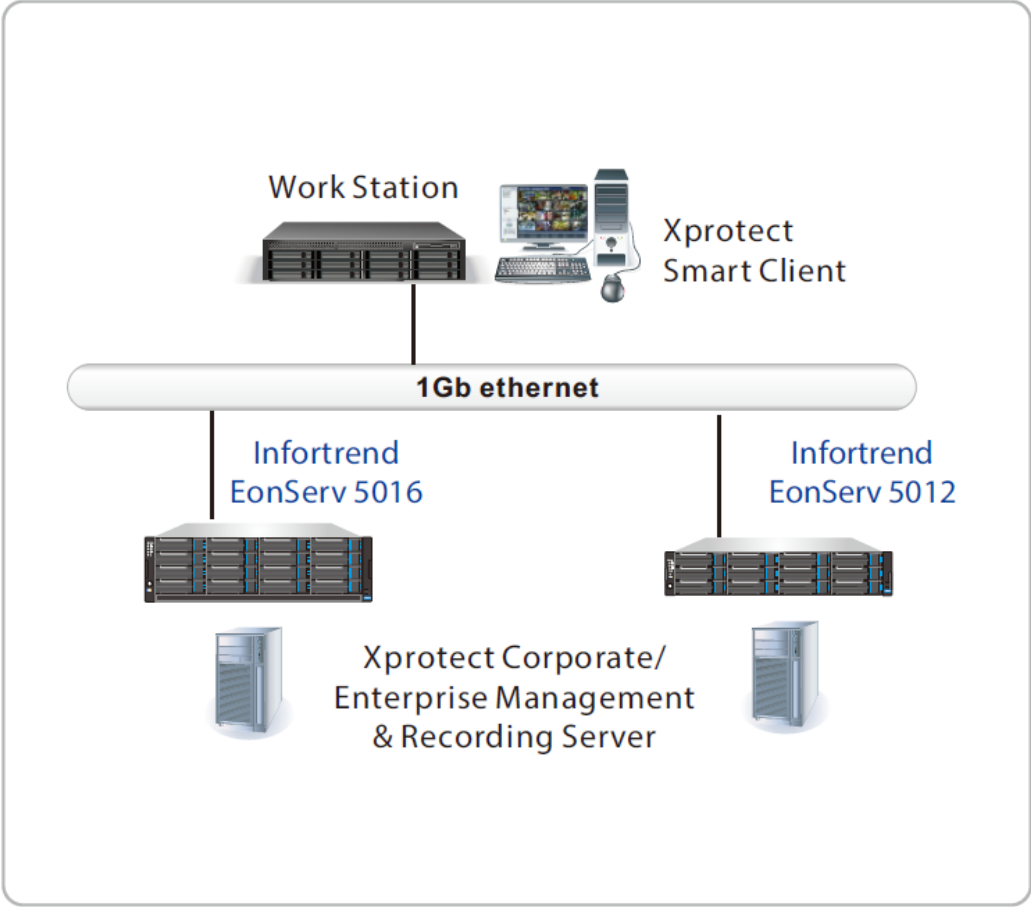 Work Station
Xprotect
Smart Client
1Gb ethernet
Infortrend
EonServ 5016
Infortrend
EonServ 5012
Xprotect Corporate/
Enterprise Management
& Recording Server